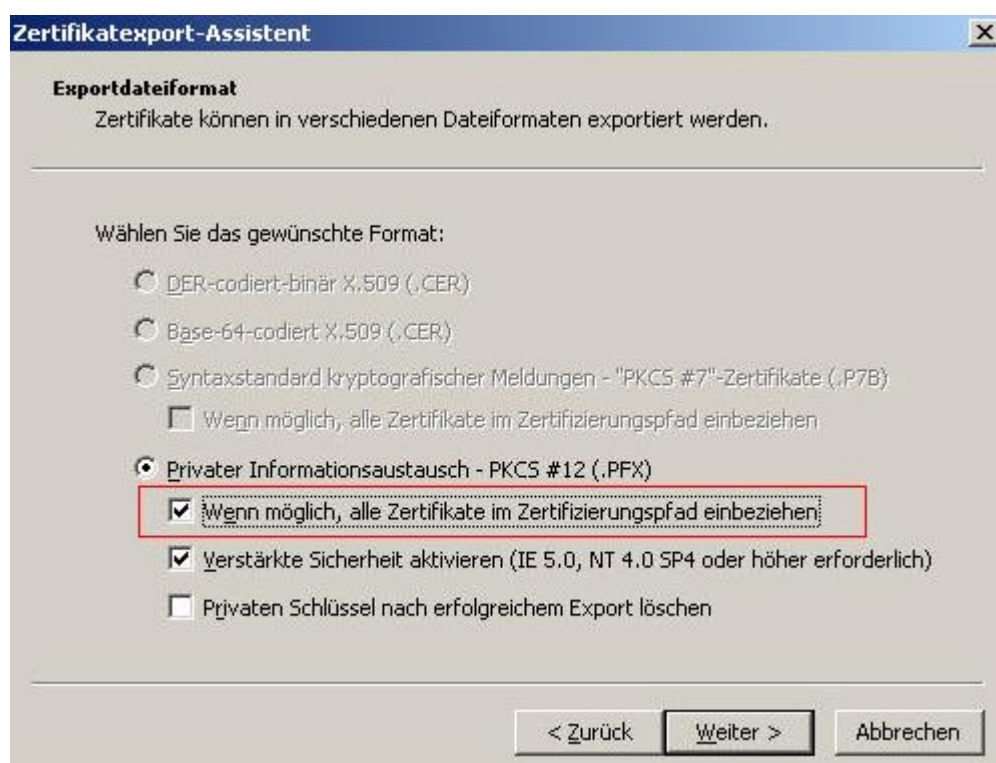 Zertifikatexport-Assistent
Exportdateiformat
Zertifikate können in verschiedenen Dateiformaten exportiert werden.
Wählen Sie das gewünschte Format:
DER-codiert-binär X.509 (.CER)
Base-64-codiert X.509 (.CER)
Syntaxstandard kryptografischer Meldungen - "PKCS #7"-Zertifikate (.P7B)
Wenn möglich, alle Zertifikate im Zertifizierungspfad einbeziehen
Privater Informationsaustausch - PKCS #12 (.PFX)
Wenn möglich, alle Zertifikate im Zertifizierungspfad einbeziehen
Verstärkte Sicherheit aktivieren (IE 5.0, NT 4.0 SP4 oder höher erforderlich)
Privaten Schlüssel nach erfolgreichem Export löschen
< Zurück Weiter > Abbrechen